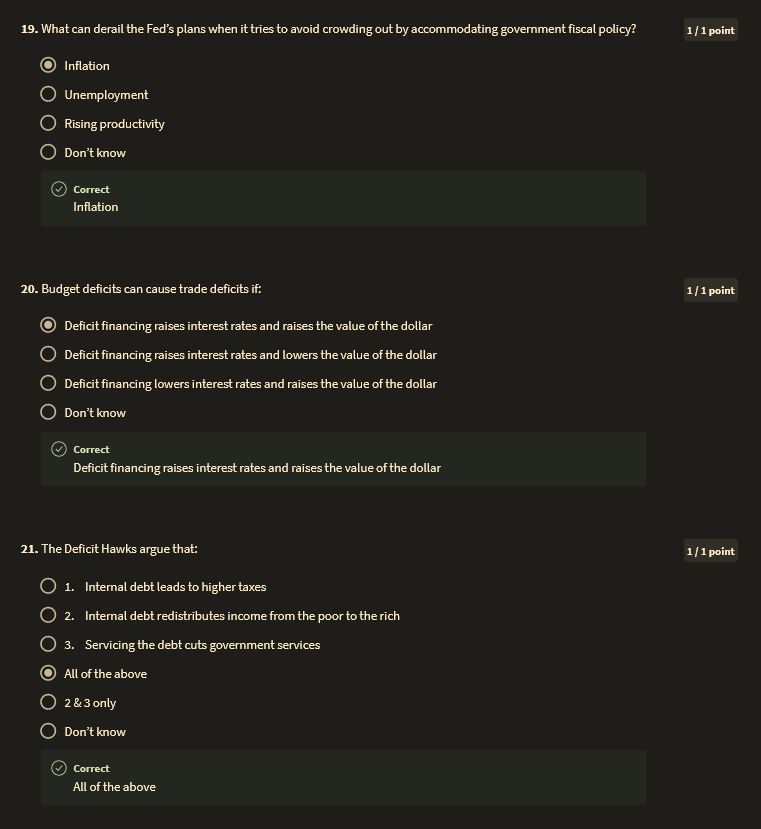 19. What can derail the Fed's plans when it tries to avoid crowding out by accommodating government fiscal policy?
1 / 1 point
Inflation
Unemployment
Rising productivity
Don't know
Correct
Inflation
20. Budget deficits can cause trade deficits if:
1 / 1 point
Deficit financing raises interest rates and raises the value of the dollar
Deficit financing raises interest rates and lowers the value of the dollar
Deficit financing lowers interest rates and raises the value of the dollar
Don't know
Correct
Deficit financing raises interest rates and raises the value of the dollar
21. The Deficit Hawks argue that:
1 / 1 point
1. Internal debt leads to higher taxes
2. Internal debt redistributes income from the poor to the rich
3. Servicing the debt cuts government services
All of the above
2 & 3 only
Don't know
Correct
All of the above